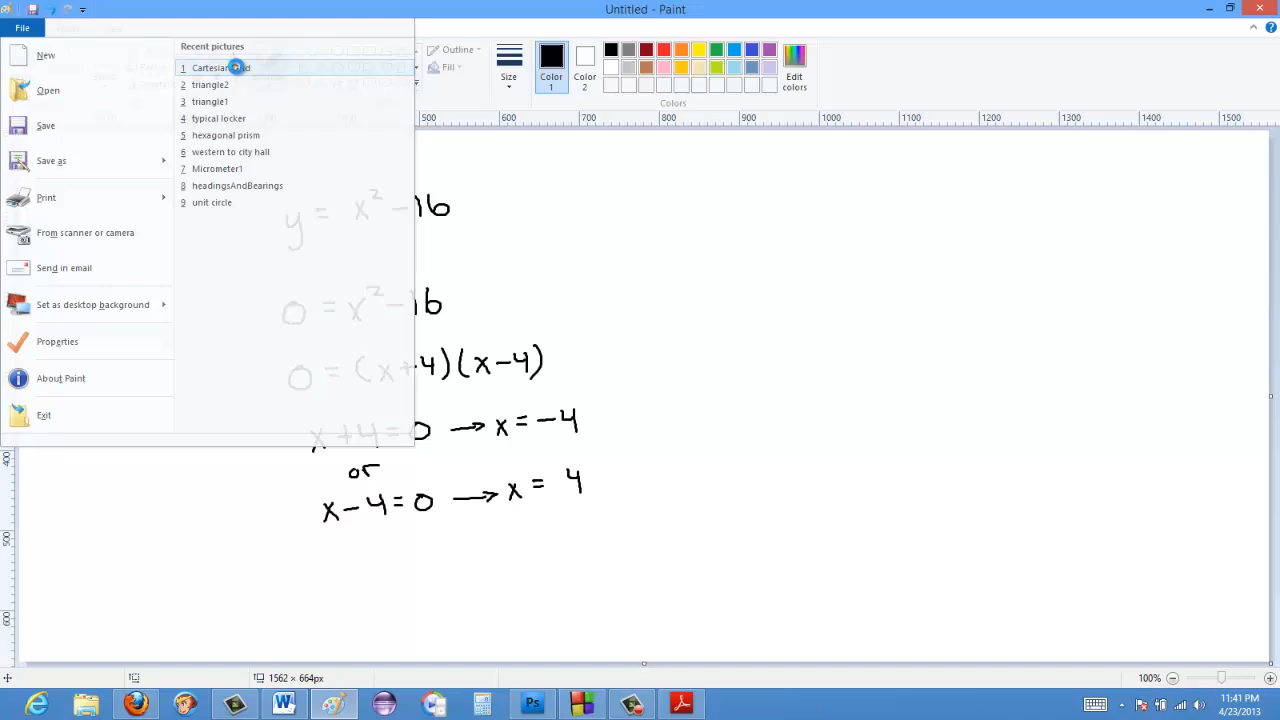 Untitled - Paint
File
Recent pictures
New
1 Cartesian Grid
Open
2 triangle2
3 triangle1
Save
4 typical locker
5 hexagonal prism
Save as
6 western to city hall
7 Micrometer1
Print
8 headingsAndBearings
9 unit circle
From scanner or camera
Send in email
Set as desktop background
Properties
About Paint
Exit
Outline
Fill
Size
Color 1
Color 2
Edit colors
Colors
500 600 700 800 900 1000 1100 1200 1300 1400 1500
400
500
600
y = x² - 16
0 = x² - 16
0 = (x+4)(x-4)
x+4=0 → x = -4
or
x-4=0 → x = 4
1562 × 664px
100%
Ps
11:41 PM
4/23/2013